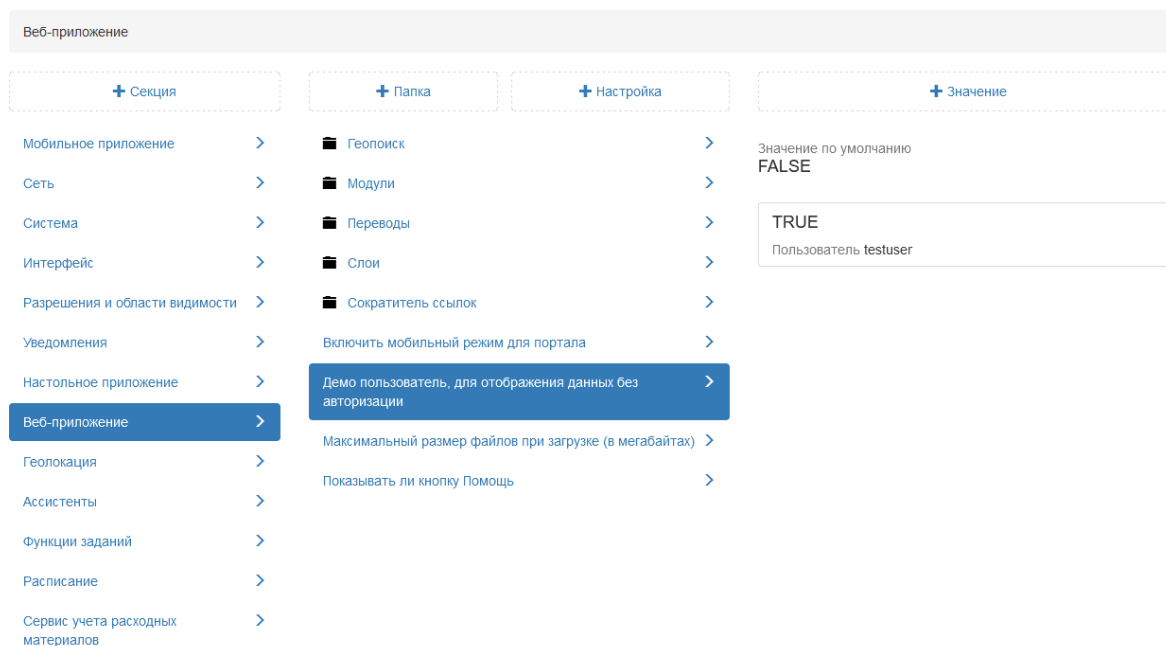 Веб-приложение
+ Секция
Мобильное приложение
Сеть
Система
Интерфейс
Разрешения и области видимости
Уведомления
Настольное приложение
Веб-приложение
Геолокация
Ассистенты
Функции заданий
Расписание
Сервис учета расходных
материалов
+ Папка
+ Настройка
Геопоиск
Модули
Переводы
Слои
Сократитель ссылок
Включить мобильный режим для портала
Демо пользователь, для отображения данных без
авторизации
Максимальный размер файлов при загрузке (в мегабайтах)
Показывать ли кнопку Помощь
+ Значение
Значение по умолчанию
FALSE
TRUE
Пользователь testuser